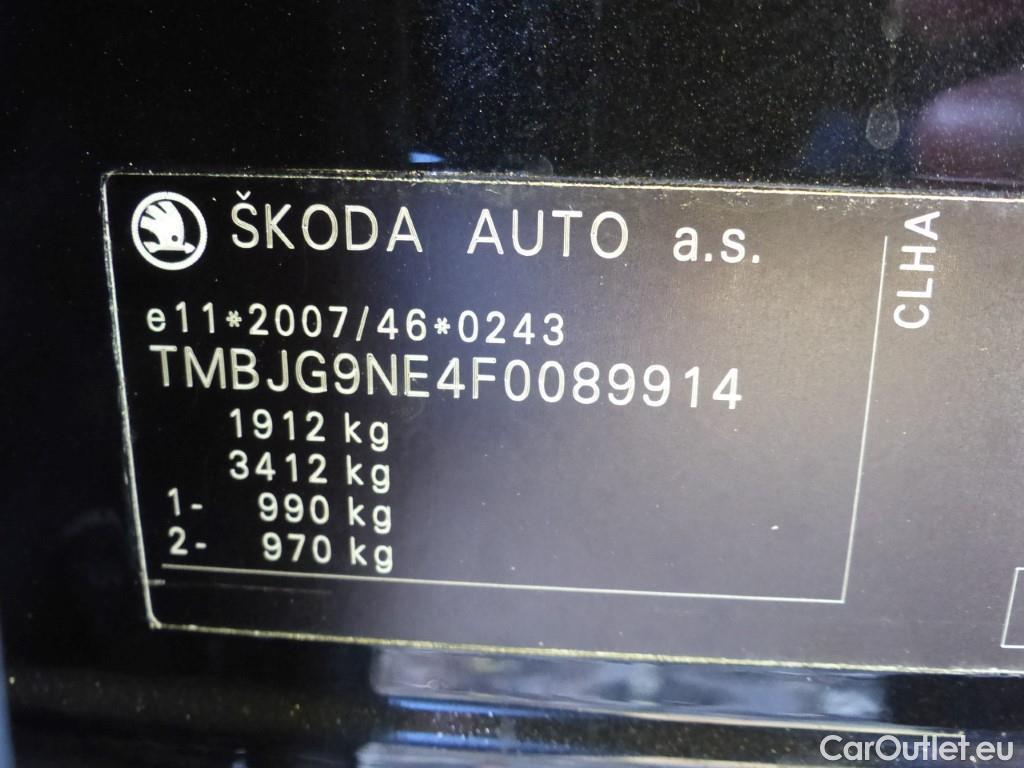 ŠKODA AUTO a.s.
CLHA
e11*2007/46*0243
TMBJG9NE4F0089914
1912 kg
3412 kg
1- 990 kg
2- 970 kg
CarOutlet.eu